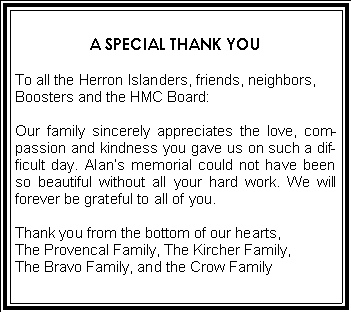 A SPECIAL THANK YOU
To all the Herron Islanders, friends, neighbors,
Boosters and the HMC Board:
Our family sincerely appreciates the love, com-
passion and kindness you gave us on such a dif-
ficult day. Alan's memorial could not have been
so beautiful without all your hard work. We will
forever be grateful to all of you.
Thank you from the bottom of our hearts,
The Provencal Family, The Kircher Family,
The Bravo Family, and the Crow Family